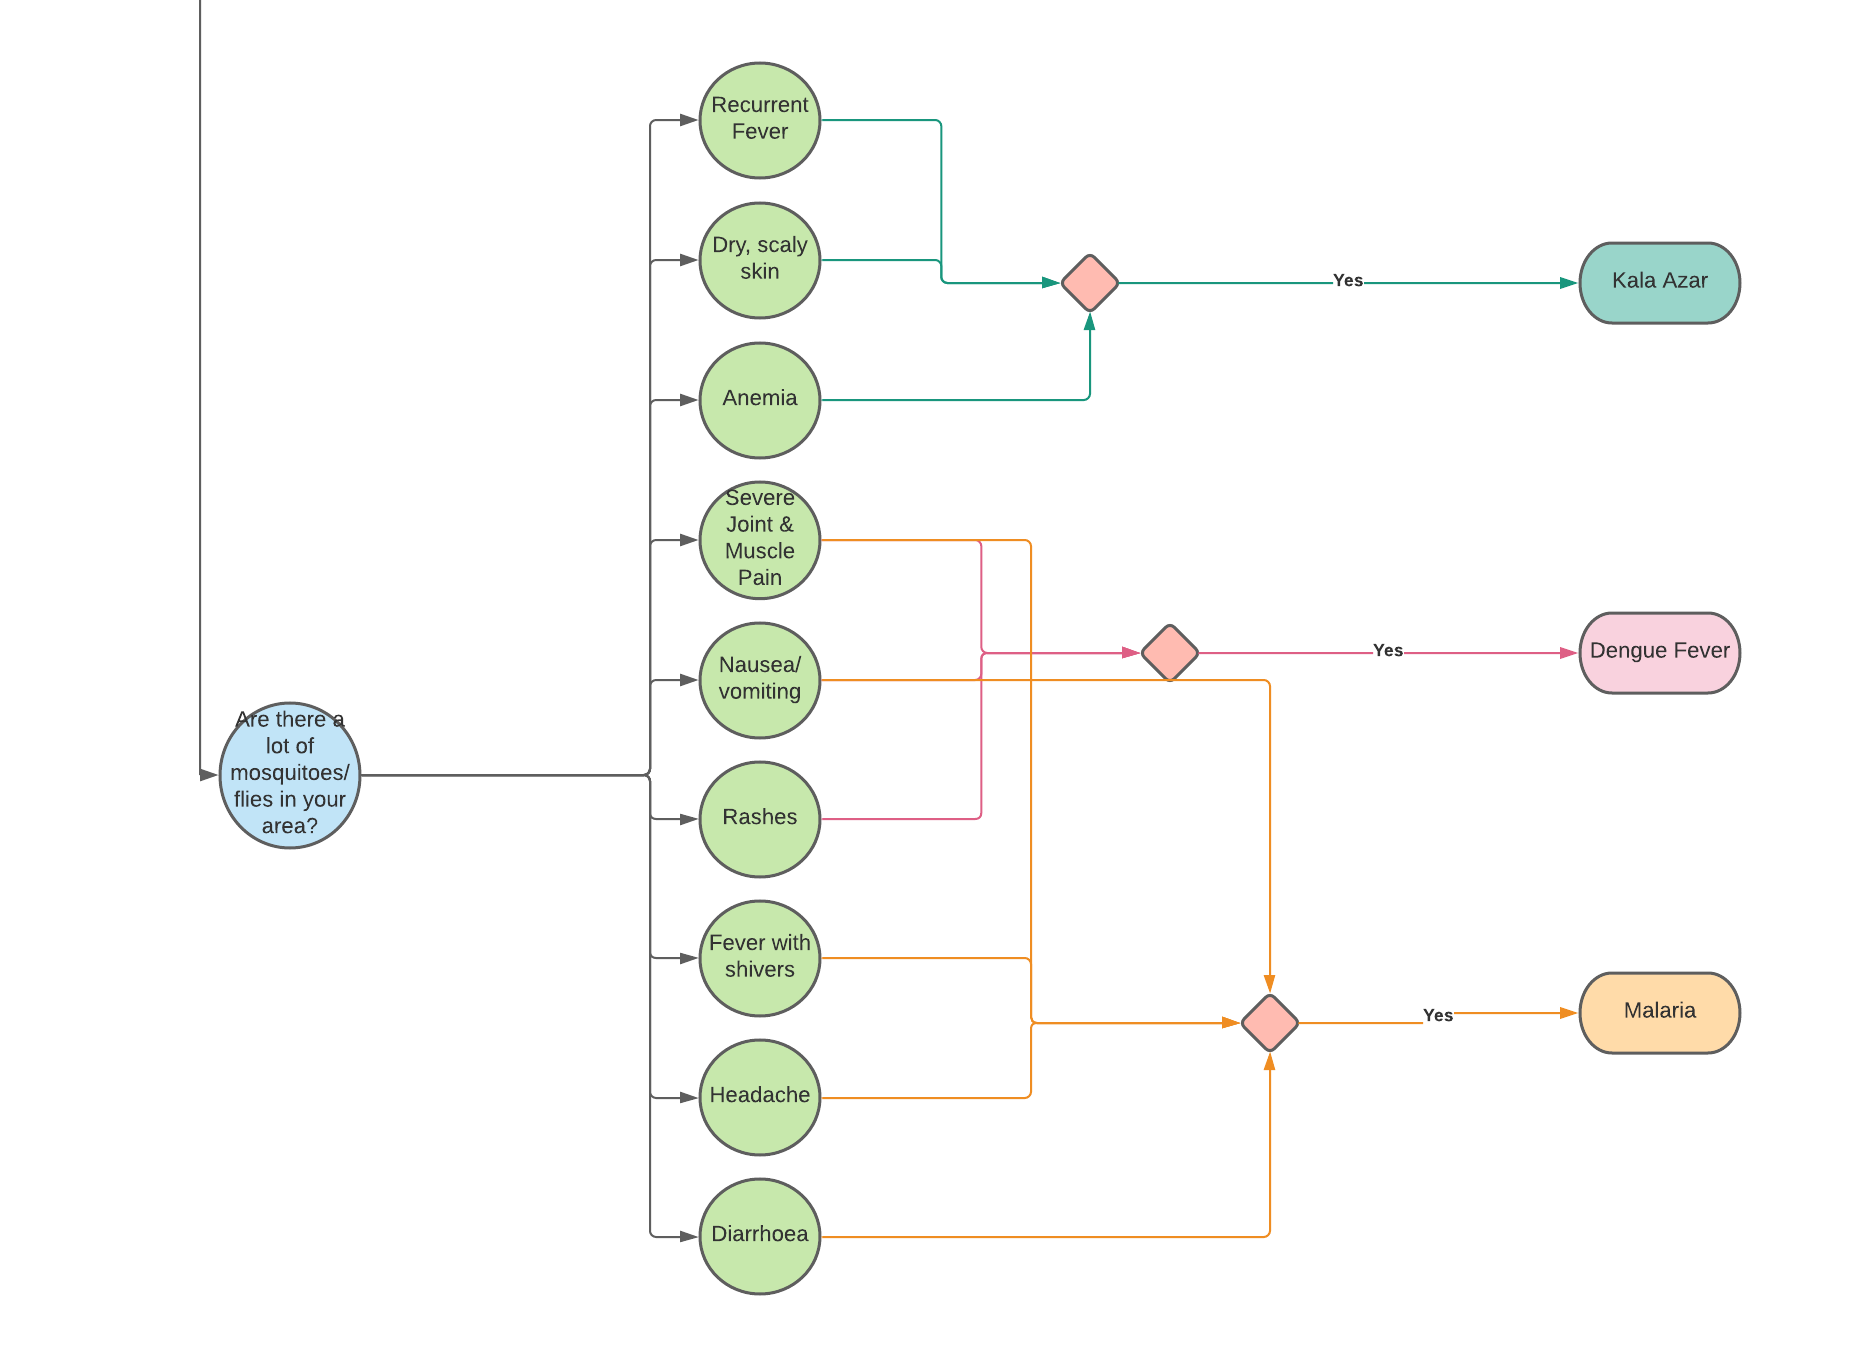 Recurrent
Fever
Dry, scaly
skin
Yes
Kala Azar
Anemia
Severe
Joint &
Muscle
Pain
Nausea/
vomiting
Yes
Dengue Fever
Are there a
lot of
mosquitoes/
flies in your
area?
Rashes
Fever with
shivers
Yes
Malaria
Headache
Diarrhoea